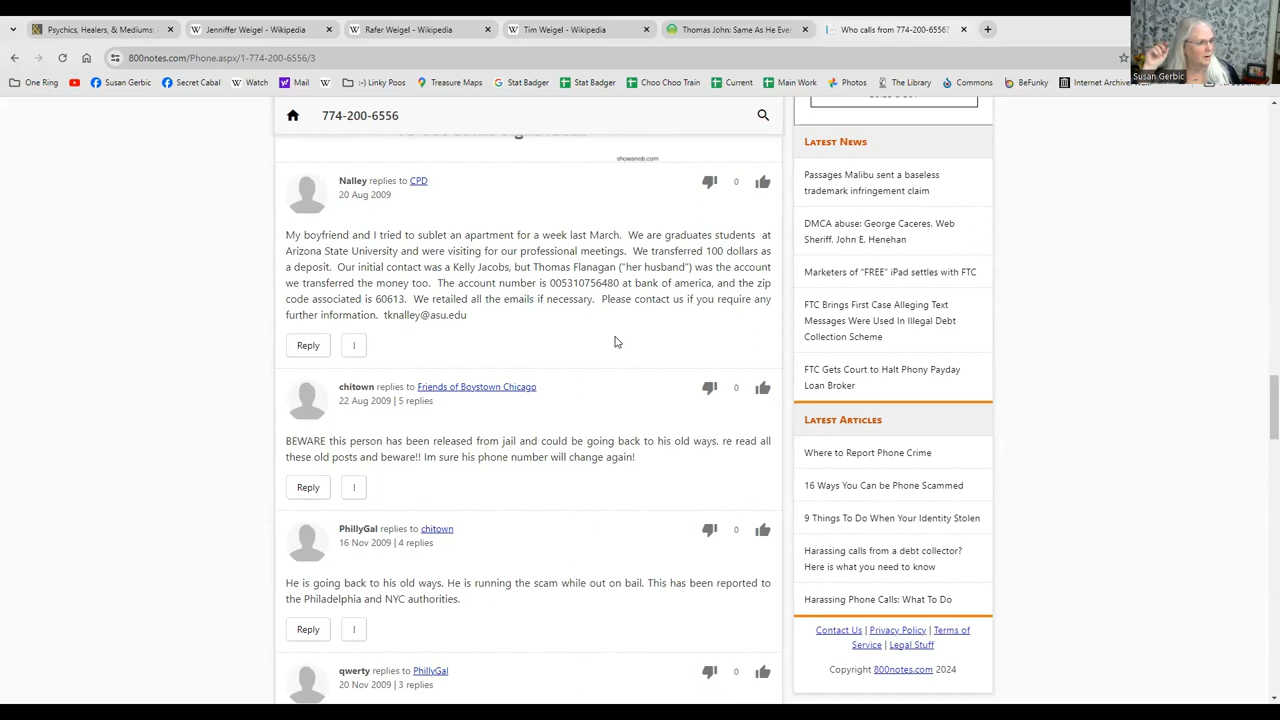 Psychics, Healers, & Mediums:
Jenniffer Weigel - Wikipedia
Rafer Weigel - Wikipedia
Tim Weigel - Wikipedia
Thomas John: Same As He Ever
Who calls from 774-200-6556?
800notes.com/Phone.aspx/1-774-200-6556/3
One Ring
Susan Gerbic
Secret Cabal
Watch
Mail
:-) Linky Poos
Treasure Maps
Stat Badger
Stat Badger
Choo Choo Train
Current
Main Work
Photos
The Library
Commons
BeFunky
Internet
Susan Gerbic
774-200-6556
showsnob.com
Nalley replies to CPD
20 Aug 2009
0
My boyfriend and I tried to sublet an apartment for a week last March. We are graduates students at
Arizona State University and were visiting for our professional meetings. We transferred 100 dollars as
a deposit. Our initial contact was a Kelly Jacobs, but Thomas Flanagan ("her husband") was the account
we transferred the money too. The account number is 005310756480 at bank of america, and the zip
code associated is 60613. We retailed all the emails if necessary. Please contact us if you require any
further information. tknalley@asu.edu
Reply
chitown replies to Friends of Boystown Chicago
22 Aug 2009 | 5 replies
0
BEWARE this person has been released from jail and could be going back to his old ways. re read all
these old posts and beware!! Im sure his phone number will change again!
Reply
PhillyGal replies to chitown
16 Nov 2009 | 4 replies
0
He is going back to his old ways. He is running the scam while out on bail. This has been reported to
the Philadelphia and NYC authorities.
Reply
qwerty replies to PhillyGal
20 Nov 2009 | 3 replies
0
Latest News
Passages Malibu sent a baseless
trademark infringement claim
DMCA abuse: George Caceres, Web
Sheriff, John E. Henehan
Marketers of "FREE" iPad settles with FTC
FTC Brings First Case Alleging Text
Messages Were Used In Illegal Debt
Collection Scheme
FTC Gets Court to Halt Phony Payday
Loan Broker
Latest Articles
Where to Report Phone Crime
16 Ways You Can be Phone Scammed
9 Things To Do When Your Identity Stolen
Harassing calls from a debt collector?
Here is what you need to know
Harassing Phone Calls: What To Do
Contact Us | Privacy Policy | Terms of
Service | Legal Stuff
Copyright 800notes.com 2024